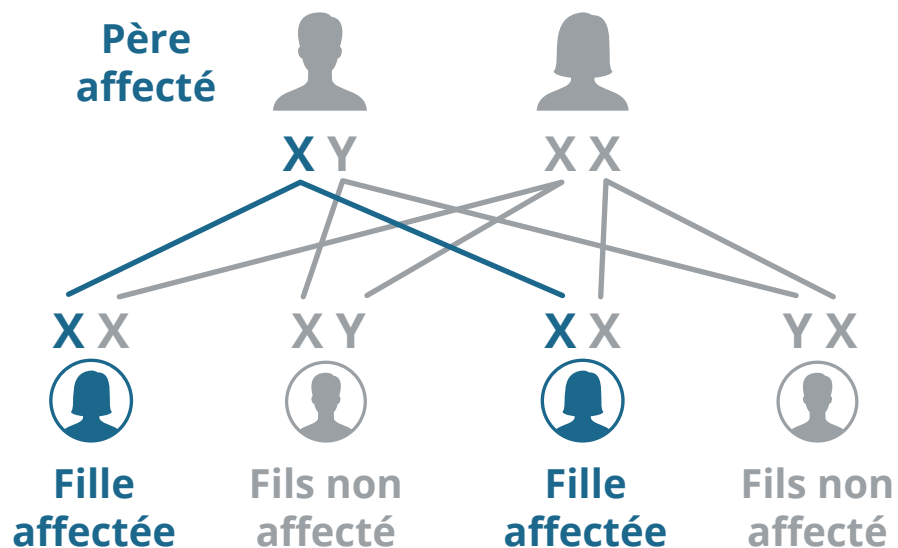 Père
affecté
X Y
X X
X X
X Y
X X
Y X
Fille
affectée
Fils non
affecté
Fille
affectée
Fils non
affecté